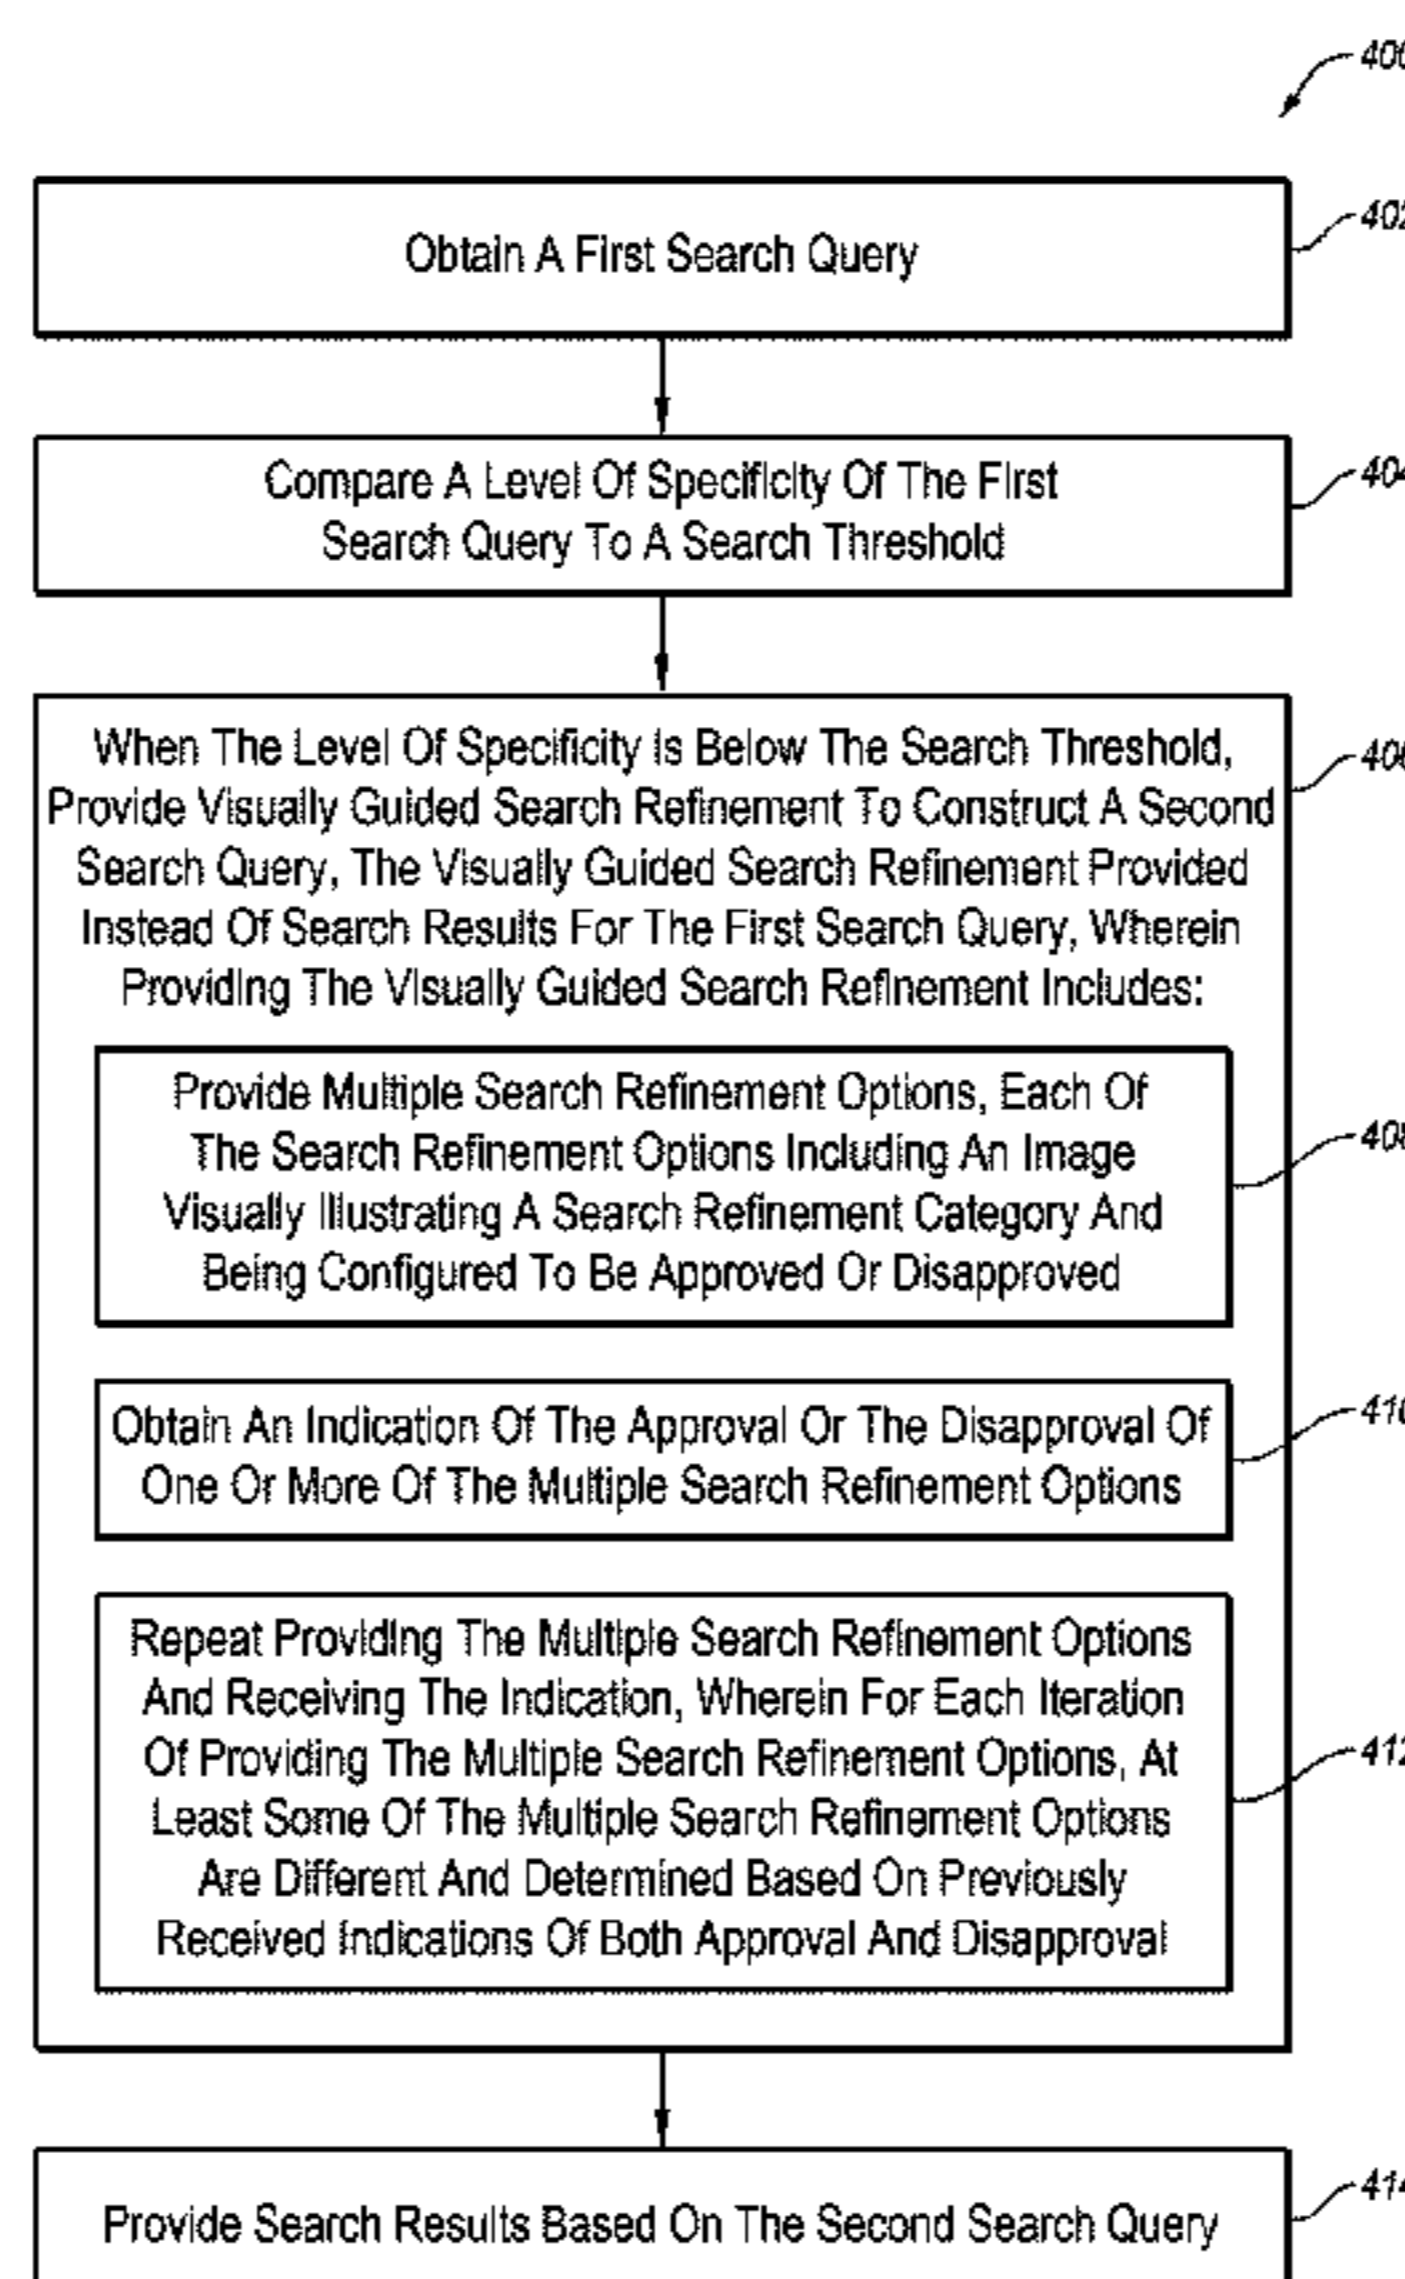 400
402
Obtain A First Search Query
404
Compare A Level Of Specificity Of The First
Search Query To A Search Threshold
406
When The Level Of Specificity Is Below The Search Threshold,
Provide Visually Guided Search Refinement To Construct A Second
Search Query, The Visually Guided Search Refinement Provided
Instead Of Search Results For The First Search Query, Wherein
Providing The Visually Guided Search Refinement Includes:
408
Provide Multiple Search Refinement Options, Each Of
The Search Refinement Options Including An Image
Visually Illustrating A Search Refinement Category And
Being Configured To Be Approved Or Disapproved
410
Obtain An Indication Of The Approval Or The Disapproval Of
One Or More Of The Multiple Search Refinement Options
412
Repeat Providing The Multiple Search Refinement Options
And Receiving The Indication, Wherein For Each Iteration
Of Providing The Multiple Search Refinement Options, At
Least Some Of The Multiple Search Refinement Options
Are Different And Determined Based On Previously
Received Indications Of Both Approval And Disapproval
414
Provide Search Results Based On The Second Search Query